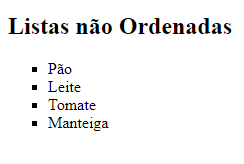 Listas não Ordenadas
Pão
Leite
Tomate
Manteiga